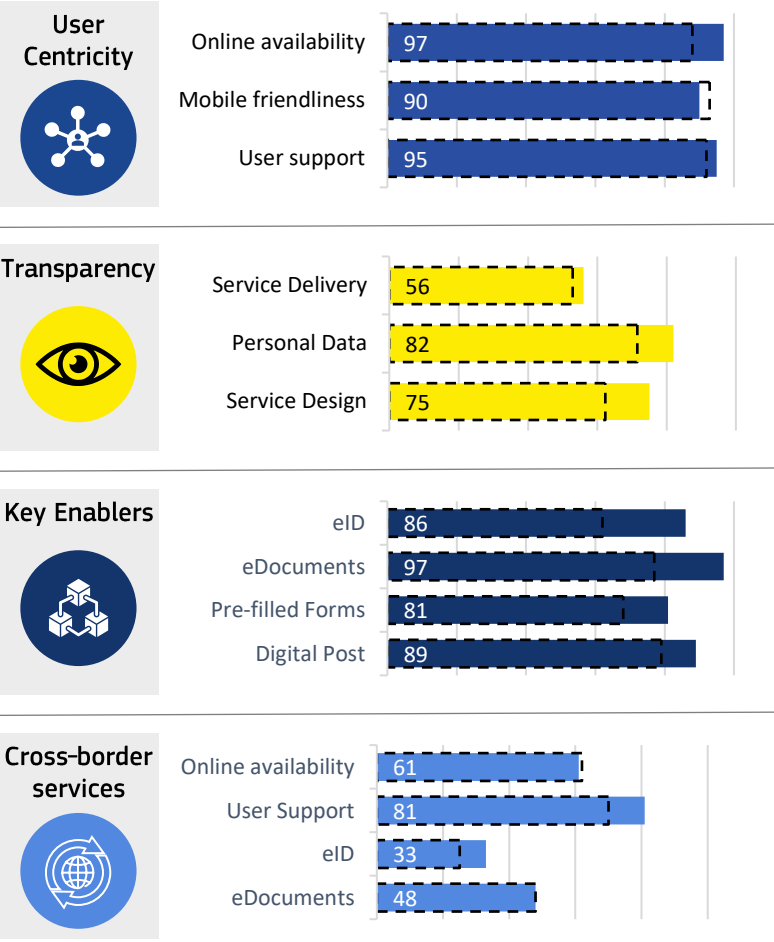 User
Centricity
Online availability 97
Mobile friendliness 90
User support 95
Transparency
Service Delivery 56
Personal Data 82
Service Design 75
Key Enablers
eID 86
eDocuments 97
Pre-filled Forms 81
Digital Post 89
Cross-border
services
Online availability 61
User Support 81
eID 33
eDocuments 48